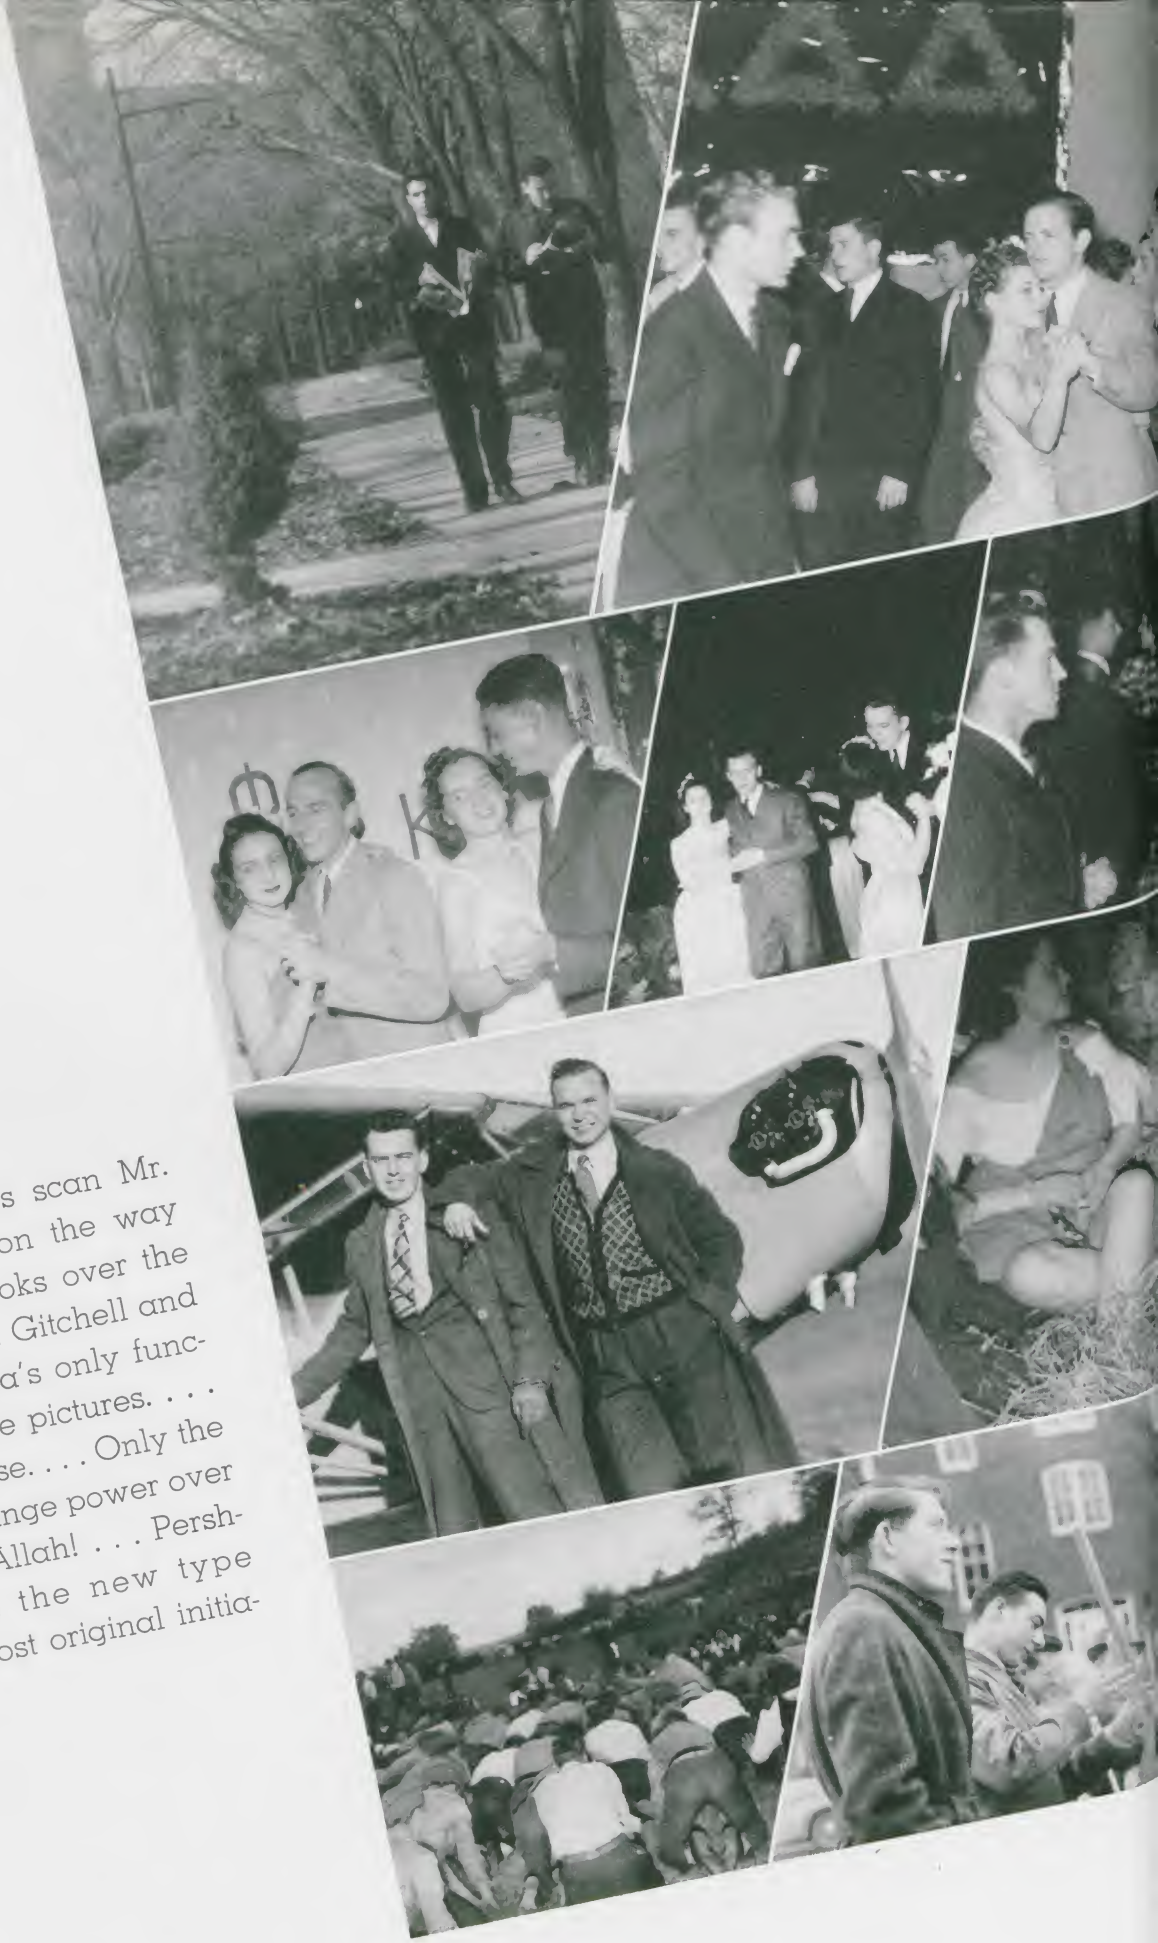 ΔΔ
Φ K
s scan Mr.
on the way
oks over the
Gitchell and
a's only func-
e pictures. . . .
se. . . . Only the
nge power over
Allah! . . . Persh-
the new type
ost original initia-